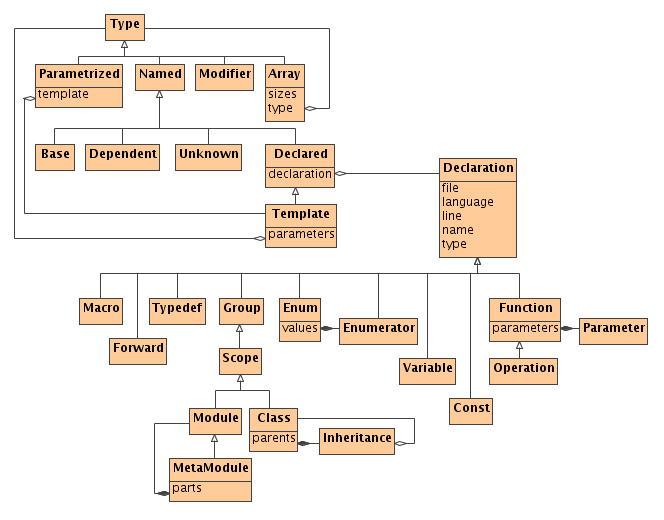 Type
Parametrized
template
Named
Modifier
Array
sizes
type
Base
Dependent
Unknown
Declared
declaration
Declaration
file
language
line
name
type
Template
parameters
Macro
Forward
Typedef
Group
Enum
values
Enumerator
Variable
Const
Function
parameters
Parameter
Operation
Scope
Module
Class
parents
Inheritance
MetaModule
parts